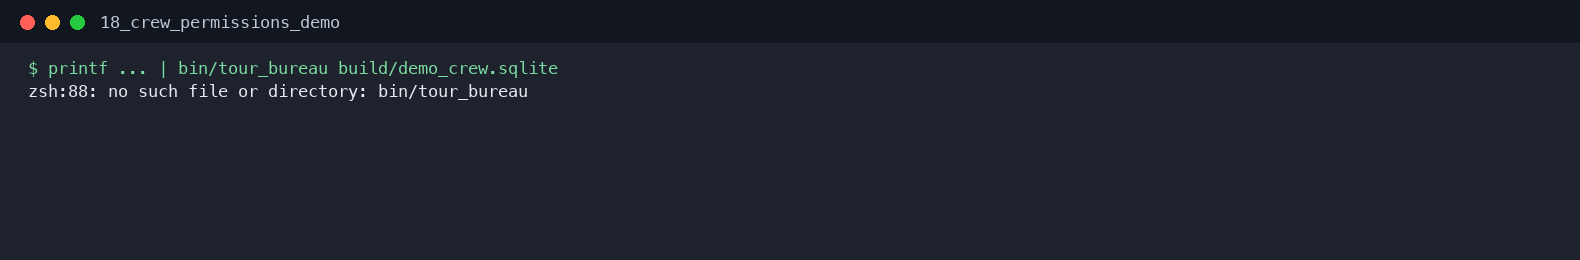 18_crew_permissions_demo
$ printf ... | bin/tour_bureau build/demo_crew.sqlite
zsh:88: no such file or directory: bin/tour_bureau